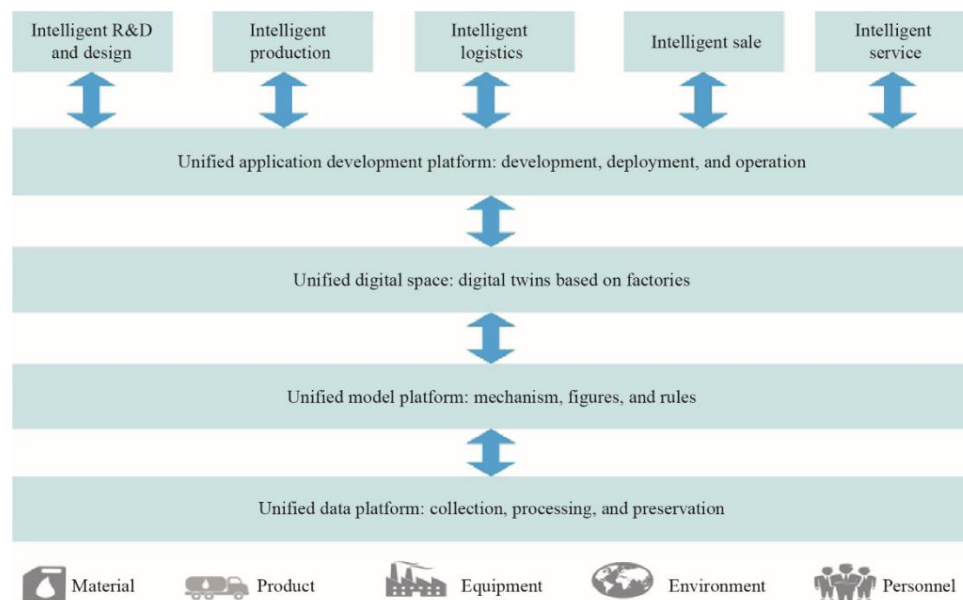 Intelligent R&D
and design
Intelligent
production
Intelligent
logistics
Intelligent sale
Intelligent
service
Unified application development platform: development, deployment, and operation
Unified digital space: digital twins based on factories
Unified model platform: mechanism, figures, and rules
Unified data platform: collection, processing, and preservation
Material
Product
Equipment
Environment
Personnel